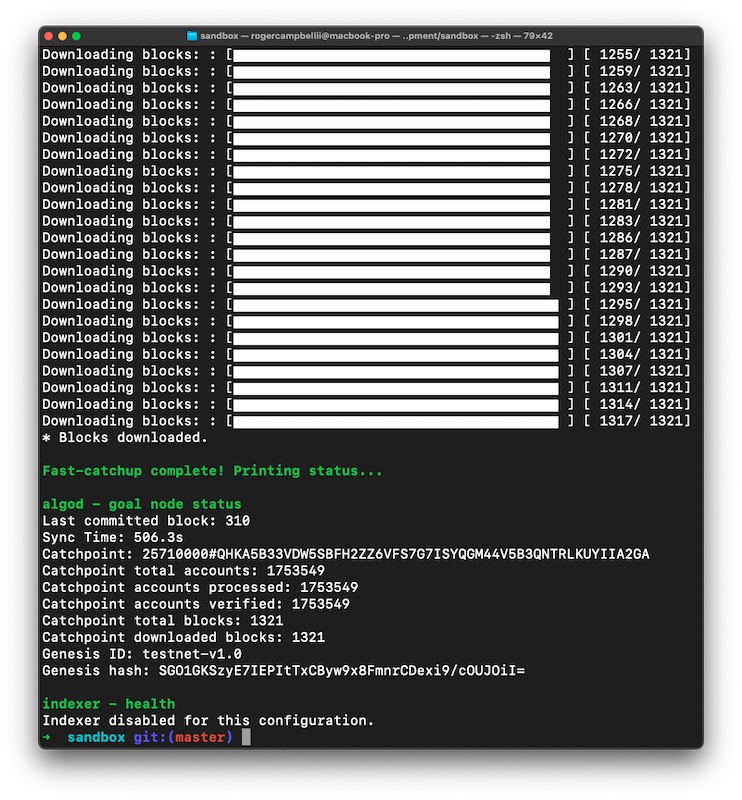 sandbox — rogercampbellii@macbook-pro — ..pment/sandbox — -zsh — 79×42
Downloading blocks: : [ ] [ 1255/ 1321]
Downloading blocks: : [ ] [ 1259/ 1321]
Downloading blocks: : [ ] [ 1263/ 1321]
Downloading blocks: : [ ] [ 1266/ 1321]
Downloading blocks: : [ ] [ 1268/ 1321]
Downloading blocks: : [ ] [ 1270/ 1321]
Downloading blocks: : [ ] [ 1272/ 1321]
Downloading blocks: : [ ] [ 1275/ 1321]
Downloading blocks: : [ ] [ 1278/ 1321]
Downloading blocks: : [ ] [ 1281/ 1321]
Downloading blocks: : [ ] [ 1283/ 1321]
Downloading blocks: : [ ] [ 1286/ 1321]
Downloading blocks: : [ ] [ 1287/ 1321]
Downloading blocks: : [ ] [ 1290/ 1321]
Downloading blocks: : [ ] [ 1293/ 1321]
Downloading blocks: : [ ] [ 1295/ 1321]
Downloading blocks: : [ ] [ 1298/ 1321]
Downloading blocks: : [ ] [ 1301/ 1321]
Downloading blocks: : [ ] [ 1304/ 1321]
Downloading blocks: : [ ] [ 1307/ 1321]
Downloading blocks: : [ ] [ 1311/ 1321]
Downloading blocks: : [ ] [ 1314/ 1321]
Downloading blocks: : [ ] [ 1317/ 1321]
* Blocks downloaded.
Fast-catchup complete! Printing status...
algod - goal node status
Last committed block: 310
Sync Time: 506.3s
Catchpoint: 25710000#QHKA5B33VDW5SBFH2ZZ6VFS7G7ISYQGM44V5B3QNTRLKUYIIA2GA
Catchpoint total accounts: 1753549
Catchpoint accounts processed: 1753549
Catchpoint accounts verified: 1753549
Catchpoint total blocks: 1321
Catchpoint downloaded blocks: 1321
Genesis ID: testnet-v1.0
Genesis hash: SGO1GKSzyE7IEPItTxCByw9x8FmnrCDexi9/cOUJOiI=
indexer - health
Indexer disabled for this configuration.
➜ sandbox git:(master)